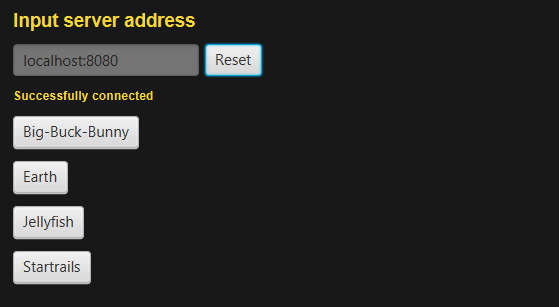 Input server address
localhost:8080 Reset
Successfully connected
Big-Buck-Bunny
Earth
Jellyfish
Startrails